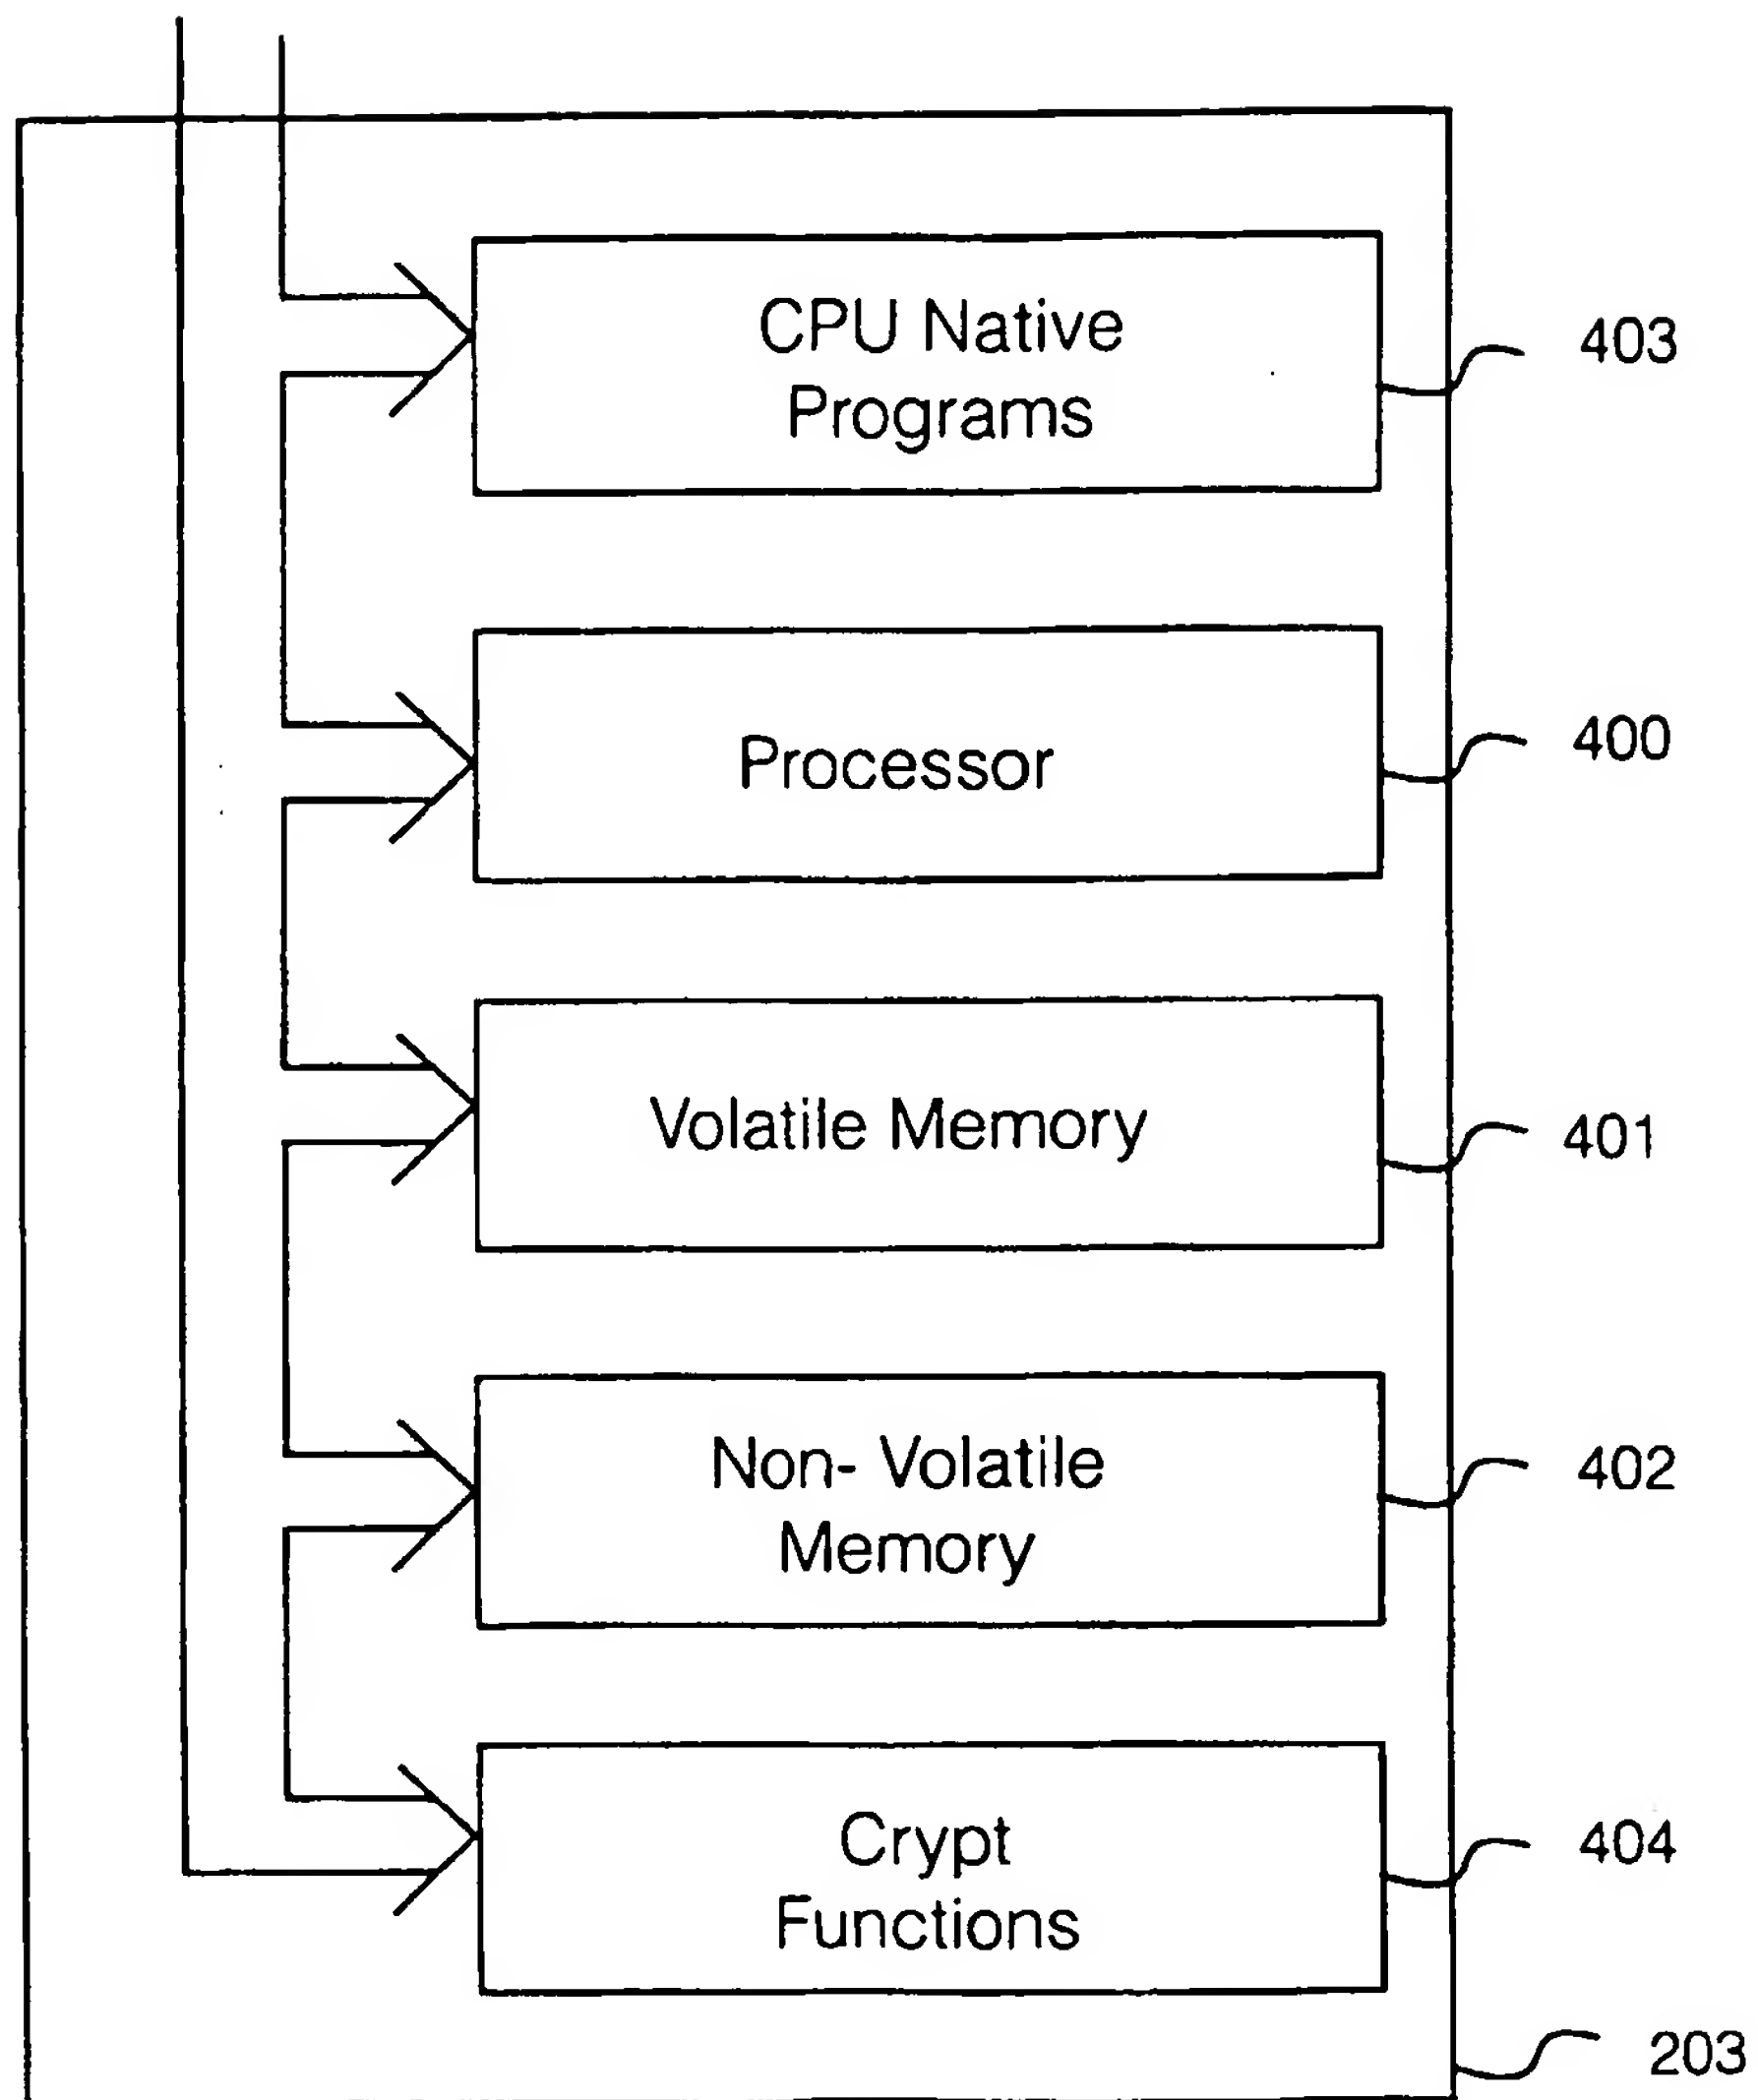 CPU Native
Programs
403
Processor
400
Volatile Memory
401
Non- Volatile
Memory
402
Crypt
Functions
404
203